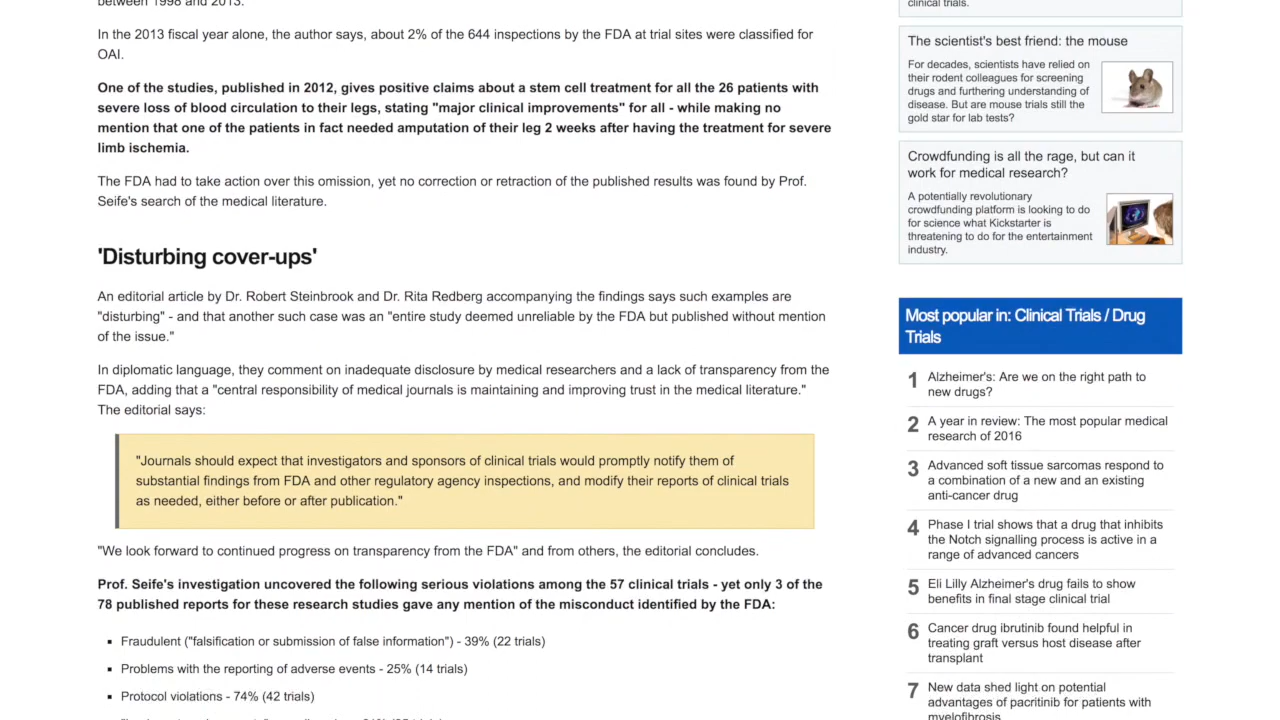 between 1998 and 2013.
In the 2013 fiscal year alone, the author says, about 2% of the 644 inspections by the FDA at trial sites were classified for
OAI.
One of the studies, published in 2012, gives positive claims about a stem cell treatment for all the 26 patients with
severe loss of blood circulation to their legs, stating "major clinical improvements" for all - while making no
mention that one of the patients in fact needed amputation of their leg 2 weeks after having the treatment for severe
limb ischemia.
The FDA had to take action over this omission, yet no correction or retraction of the published results was found by Prof.
Seife's search of the medical literature.
'Disturbing cover-ups'
An editorial article by Dr. Robert Steinbrook and Dr. Rita Redberg accompanying the findings says such examples are
"disturbing" - and that another such case was an "entire study deemed unreliable by the FDA but published without mention
of the issue."
In diplomatic language, they comment on inadequate disclosure by medical researchers and a lack of transparency from the
FDA, adding that a "central responsibility of medical journals is maintaining and improving trust in the medical literature."
The editorial says:
"Journals should expect that investigators and sponsors of clinical trials would promptly notify them of
substantial findings from FDA and other regulatory agency inspections, and modify their reports of clinical trials
as needed, either before or after publication."
"We look forward to continued progress on transparency from the FDA" and from others, the editorial concludes.
Prof. Seife's investigation uncovered the following serious violations among the 57 clinical trials - yet only 3 of the
78 published reports for these research studies gave any mention of the misconduct identified by the FDA:
Fraudulent ("falsification or submission of false information") - 39% (22 trials)
Problems with the reporting of adverse events - 25% (14 trials)
Protocol violations - 74% (42 trials)
clinical trials.
The scientist's best friend: the mouse
For decades, scientists have relied on
their rodent colleagues for screening
drugs and furthering understanding of
disease. But are mouse trials still the
gold star for lab tests?
Crowdfunding is all the rage, but can it
work for medical research?
A potentially revolutionary
crowdfunding platform is looking to do
for science what Kickstarter is
threatening to do for the entertainment
industry.
Most popular in: Clinical Trials / Drug
Trials
1 Alzheimer's: Are we on the right path to
new drugs?
2 A year in review: The most popular medical
research of 2016
3 Advanced soft tissue sarcomas respond to
a combination of a new and an existing
anti-cancer drug
4 Phase I trial shows that a drug that inhibits
the Notch signalling process is active in a
range of advanced cancers
5 Eli Lilly Alzheimer's drug fails to show
benefits in final stage clinical trial
6 Cancer drug ibrutinib found helpful in
treating graft versus host disease after
transplant
7 New data shed light on potential
advantages of pacritinib for patients with
myelofibrosis